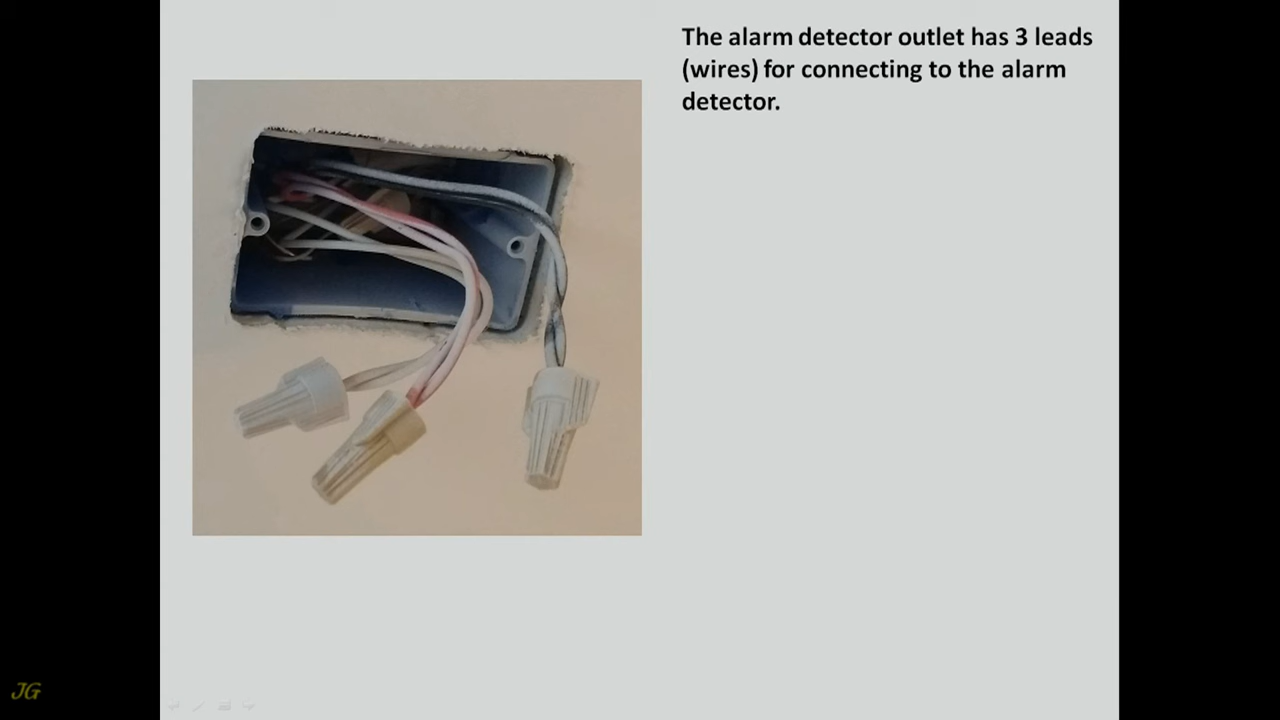 The alarm detector outlet has 3 leads
(wires) for connecting to the alarm
detector.
JG